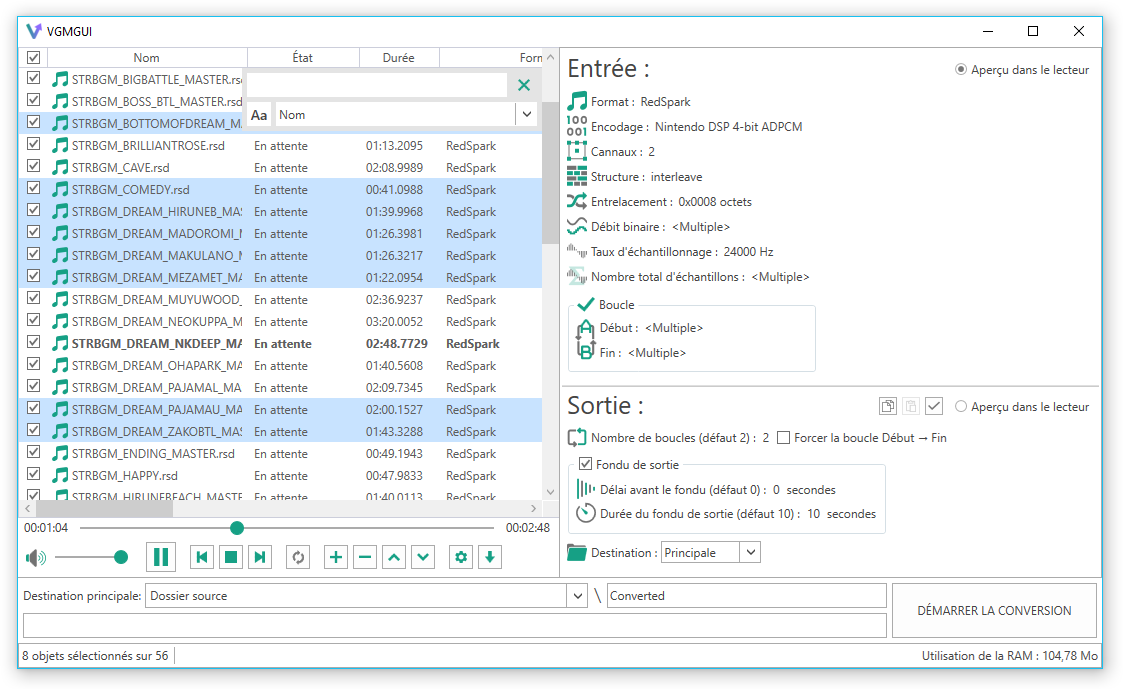 VGMGUI
Nom État Durée Form
STRBGM_BIGBATTLE_MASTER.rsd
STRBGM_BOSS_BTL_MASTER.rsd
STRBGM_BOTTOMOFDREAM_MA
Aa Nom
STRBGM_BRILLIANTROSE.rsd En attente 01:13.2095 RedSpark
STRBGM_CAVE.rsd En attente 02:08.9989 RedSpark
STRBGM_COMEDY.rsd En attente 00:41.0988 RedSpark
STRBGM_DREAM_HIRUNEB_MAS En attente 01:39.9968 RedSpark
STRBGM_DREAM_MADOROMI_M En attente 01:26.3981 RedSpark
STRBGM_DREAM_MAKULANO_M En attente 01:26.3217 RedSpark
STRBGM_DREAM_MEZAMET_MA En attente 01:22.0954 RedSpark
STRBGM_DREAM_MUYUWOOD_ En attente 02:36.9237 RedSpark
STRBGM_DREAM_NEOKUPPA_M En attente 03:20.0052 RedSpark
STRBGM_DREAM_NKDEEP_MA En attente 02:48.7729 RedSpark
STRBGM_DREAM_OHAPARK_MA En attente 01:40.5608 RedSpark
STRBGM_DREAM_PAJAMAL_MA En attente 02:09.7345 RedSpark
STRBGM_DREAM_PAJAMAU_MA En attente 02:00.1527 RedSpark
STRBGM_DREAM_ZAKOBTL_MAS En attente 01:43.3288 RedSpark
STRBGM_ENDING_MASTER.rsd En attente 00:49.1943 RedSpark
STRBGM_HAPPY.rsd En attente 00:47.9833 RedSpark
STRBGM_HIRUNEBEACH_MASTE En attente 01:40.0113 RedSpark
00:01:04 00:02:48
Entrée :
Aperçu dans le lecteur
Format : RedSpark
Encodage : Nintendo DSP 4-bit ADPCM
Cannaux : 2
Structure : interleave
Entrelacement : 0x0008 octets
Débit binaire : <Multiple>
Taux d'échantillonnage : 24000 Hz
Nombre total d'échantillons : <Multiple>
Boucle
Début : <Multiple>
Fin : <Multiple>
Sortie :
Aperçu dans le lecteur
Nombre de boucles (défaut 2) : 2 Forcer la boucle Début → Fin
Fondu de sortie
Délai avant le fondu (défaut 0) : 0 secondes
Durée du fondu de sortie (défaut 10) : 10 secondes
Destination : Principale
Destination principale: Dossier source \ Converted
DÉMARRER LA CONVERSION
8 objets sélectionnés sur 56
Utilisation de la RAM : 104,78 Mo